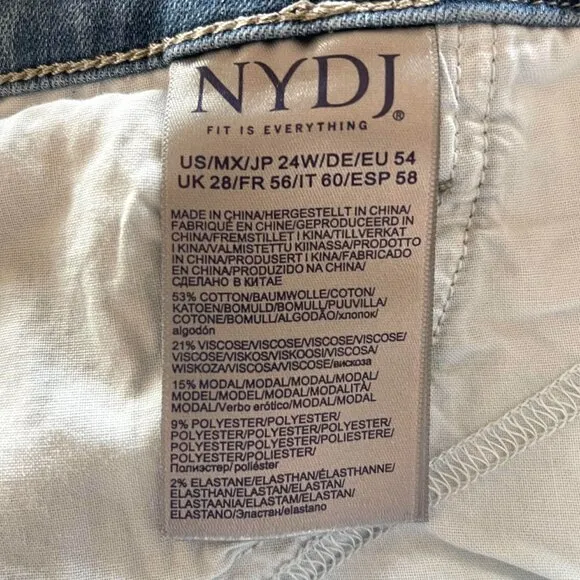 NYDJ®
FIT IS EVERYTHING
US/MX/JP 24W/DE/EU 54
UK 28/FR 56/IT 60/ESP 58
MADE IN CHINA/HERGESTELLT IN CHINA/
FABRIQUÉ EN CHINE/GEPRODUCEERD IN
CHINA/FREMSTILLET I KINA/TILLVERKAT
I KINA/VALMISTETTU KIINASSA/PRODOTTO
IN CHINA/PRODUSERT I KINA/FABRICADO
EN CHINA/PRODUZIDO NA CHINA/
СДЕЛАНО В КИТАЕ
53% COTTON/BAUMWOLLE/COTON/
KATOEN/BOMULD/BOMULL/PUUVILLA/
COTONE/BOMULL/ALGODÃO/хлопок/
algodón
21% VISCOSE/VISCOSE/VISCOSE/VISCOSE/
VISCOSE/VISKOS/VISKOOSI/VISCOSA/
WISKOZA/VISCOSA/VISCOSE/вискоза
15% MODAL/MODAL/MODAL/MODAL/
MODEL/MODEL/MODAL/MODALITÀ/
MODAL/Verbo erótico/MODAL/MODAL
9% POLYESTER/POLYESTER/
POLYESTER/POLYESTER/POLYESTER/
POLYESTER/POLYESTER/POLIESTERE/
POLYESTER/POLIÉSTER/
Полиэстер/poliéster
2% ELASTANE/ELASTHAN/ÉLASTHANNE/
ELASTHAN/ELASTAN/ELASTAN/
ELASTAANIA/ELASTAM/ELASTAN/
ELASTANO/Эластан/elastano